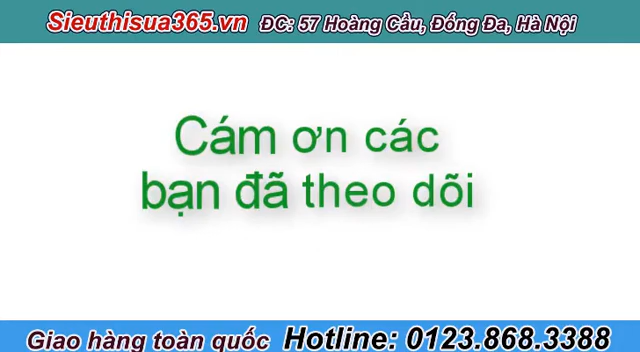 Sieuthisua365.vn ĐC: 57 Hoàng Cầu, Đống Đa, Hà Nội
Cám ơn các
bạn đã theo dõi
Giao hàng toàn quốc Hotline: 0123.868.3388